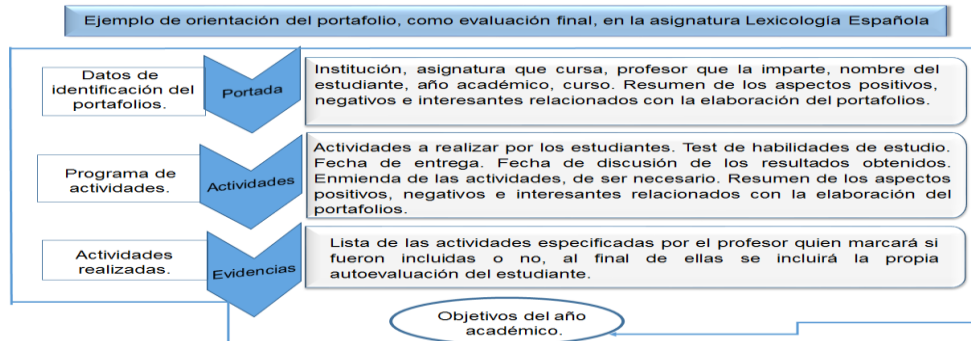 Ejemplo de orientación del portafolio, como evaluación final, en la asignatura Lexicología Española
Datos de
identificación del
portafolios.
Portada
Institución, asignatura que cursa, profesor que la imparte, nombre del
estudiante, año académico, curso. Resumen de los aspectos positivos,
negativos e interesantes relacionados con la elaboración del portafolios.
Programa de
actividades.
Actividades
Actividades a realizar por los estudiantes. Test de habilidades de estudio.
Fecha de entrega. Fecha de discusión de los resultados obtenidos.
Enmienda de las actividades, de ser necesario. Resumen de los aspectos
positivos, negativos e interesantes relacionados con la elaboración del
portafolios.
Actividades
realizadas.
Evidencias
Lista de las actividades especificadas por el profesor quien marcará si
fueron incluidas o no, al final de ellas se incluirá la propia
autoevaluación del estudiante.
Objetivos del año
académico.